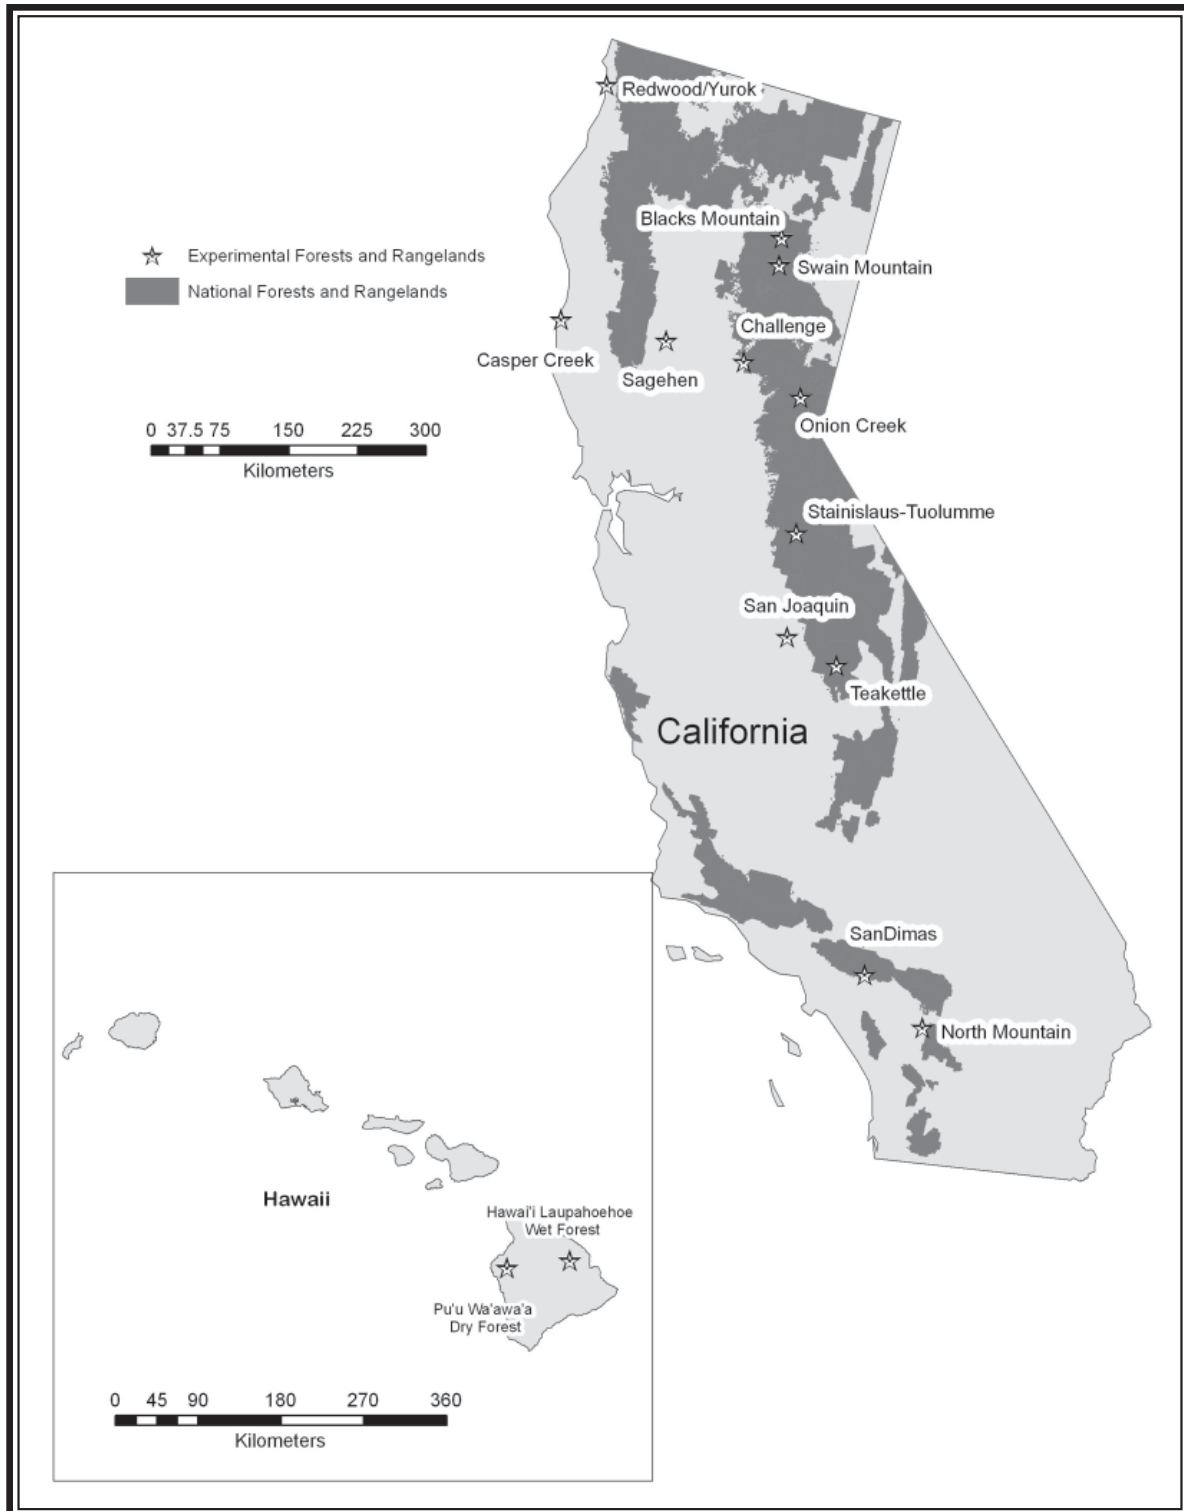 Redwood/Yurok
Blacks Mountain
Experimental Forests and Rangelands
Swain Mountain
National Forests and Rangelands
Challenge
Casper Creek
Sagehen
Onion Creek
0 37.5 75 150 225 300
Kilometers
Stainislaus-Tuolumme
San Joaquin
Teakettle
California
SanDimas
North Mountain
Hawaii
Hawai'i Laupahoehoe
Wet Forest
Pu'u Wa'awa'a
Dry Forest
0 45 90 180 270 360
Kilometers